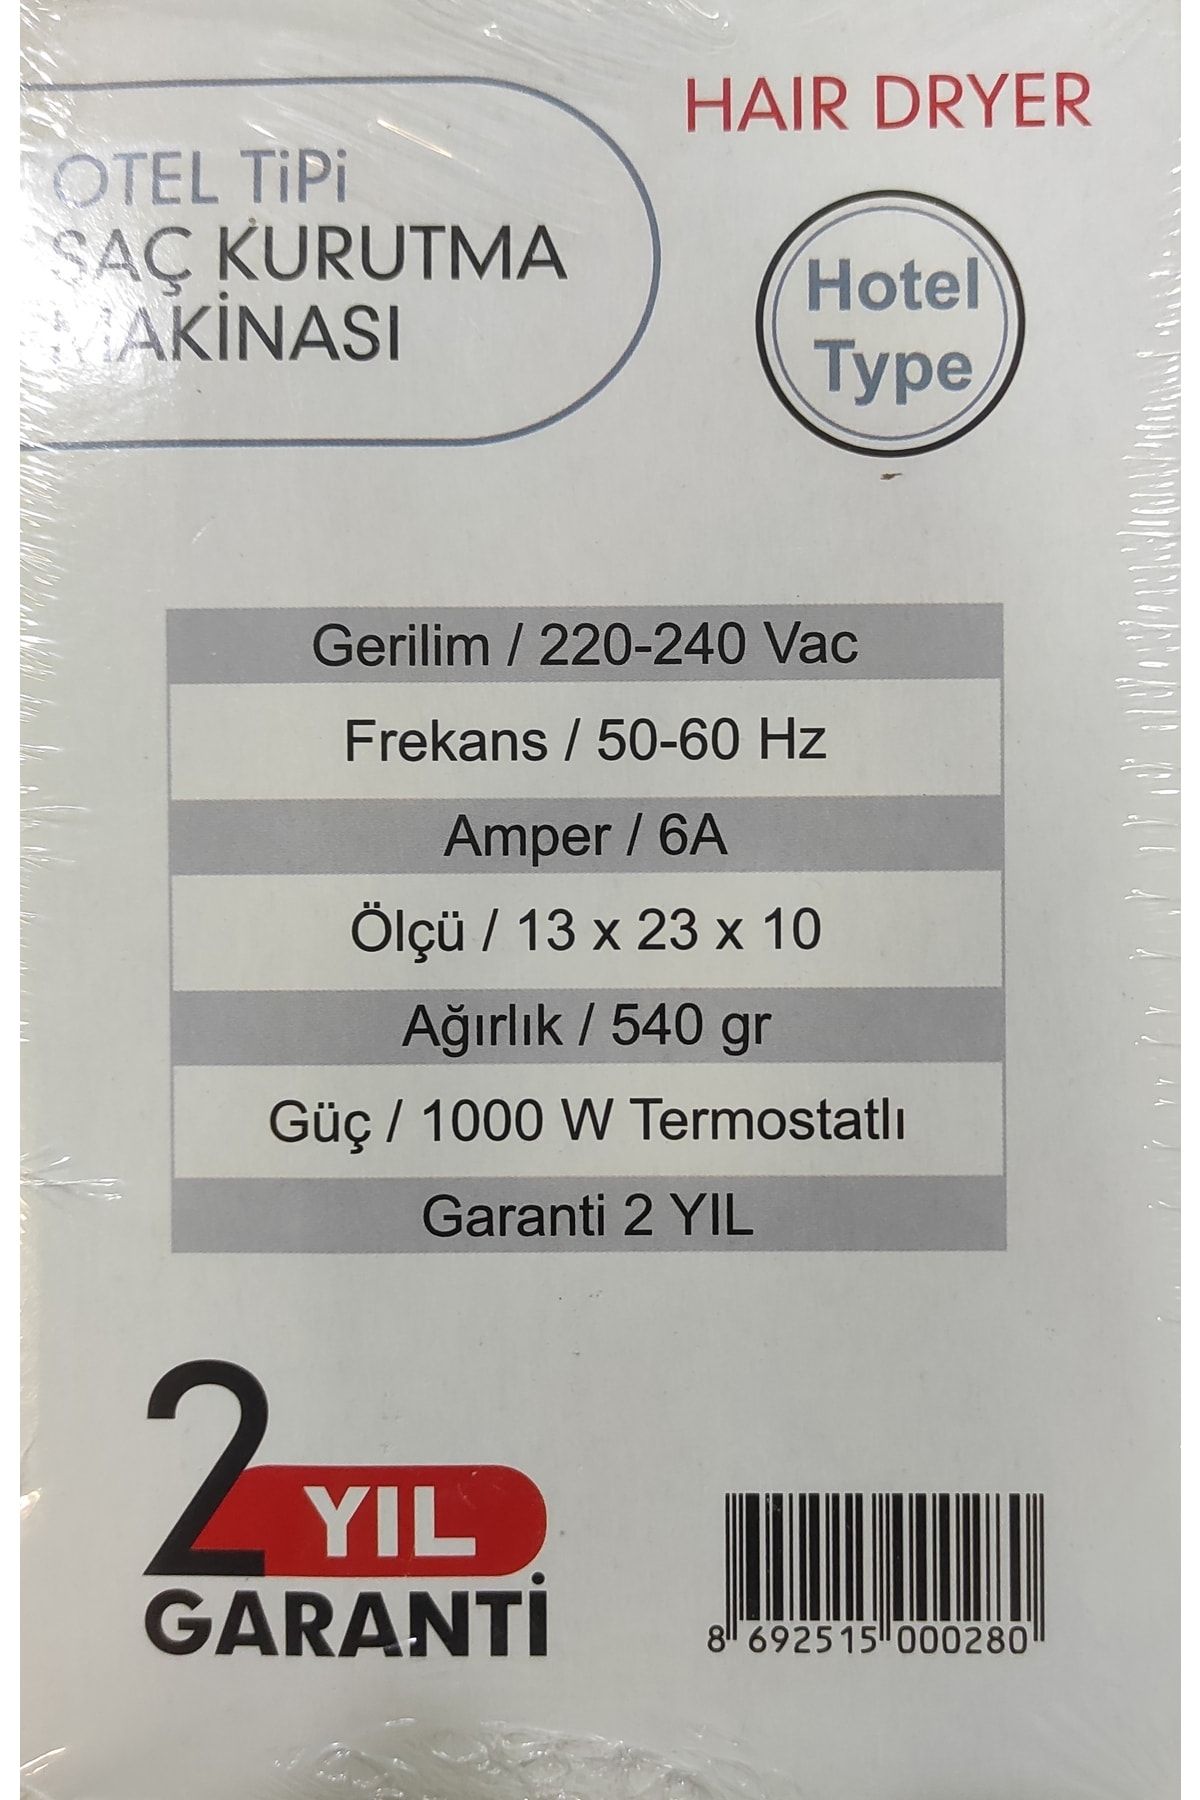 HAIR DRYER
OTEL TiPi
SAÇ KURUTMA
MAKİNASI
Hotel
Type
Gerilim / 220-240 Vac
Frekans / 50-60 Hz
Amper / 6A
Ölçü / 13 x 23 x 10
Ağırlık / 540 gr
Güç / 1000 W Termostatlı
Garanti 2 YIL
2 YIL
GARANTİ
8 692515 000280